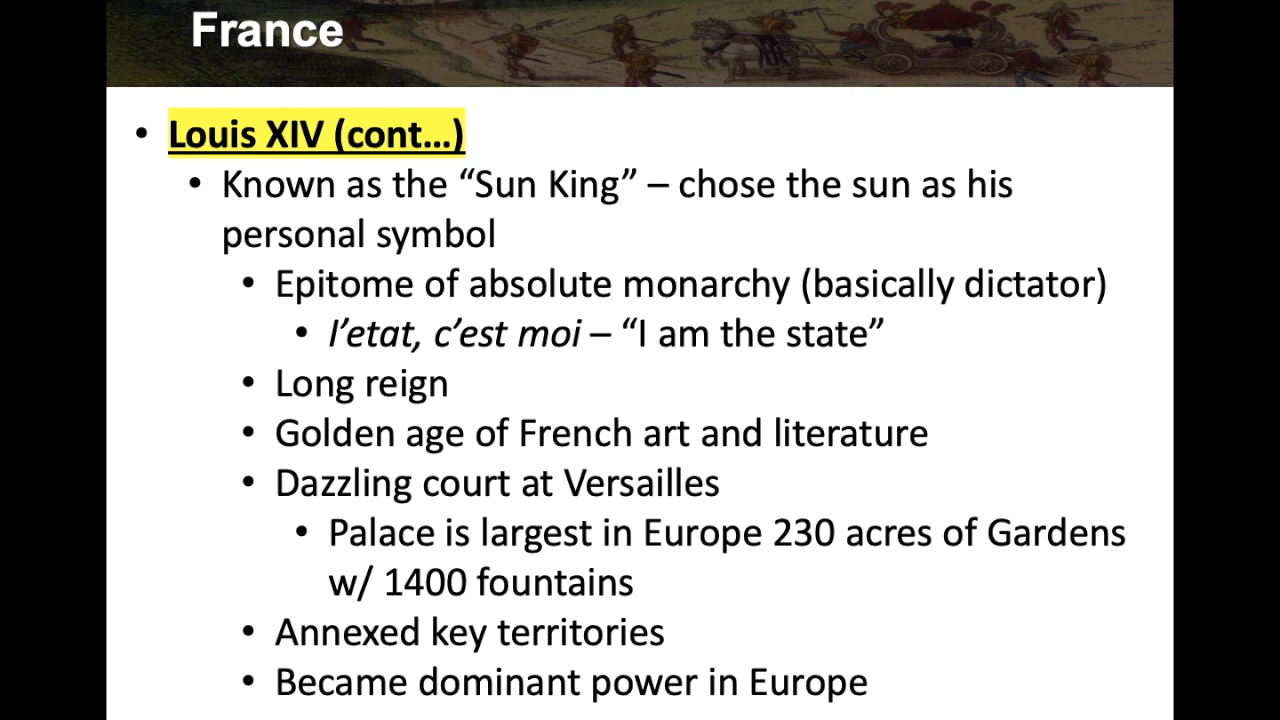 France
• Louis XIV (cont…)
• Known as the “Sun King” – chose the sun as his
personal symbol
• Epitome of absolute monarchy (basically dictator)
• l’etat, c’est moi – “I am the state”
• Long reign
• Golden age of French art and literature
• Dazzling court at Versailles
• Palace is largest in Europe 230 acres of Gardens
w/ 1400 fountains
• Annexed key territories
• Became dominant power in Europe